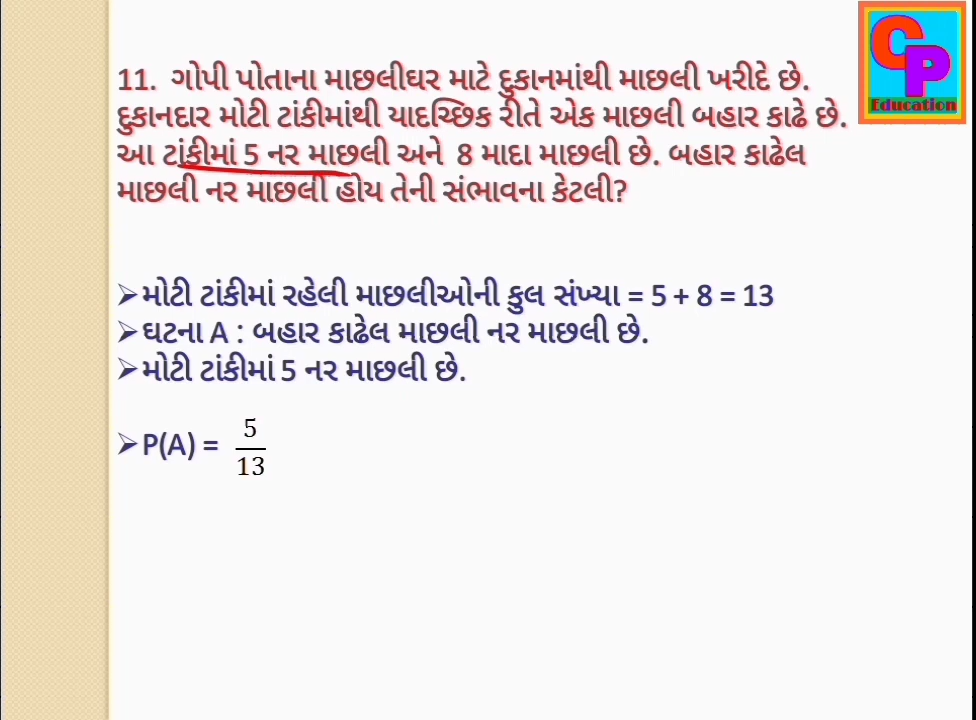 CP
Education
11. ગોપી પોતાના માછલીઘર માટે દુકાનમાંથી માછલી ખરીદે છે.
દુકાનદાર મોટી ટાંકીમાંથી યાદચ્છિક રીતે એક માછલી બહાર કાઢે છે.
આ ટાંકીમાં 5 નર માછલી અને 8 માદા માછલી છે. બહાર કાઢેલ
માછલી નર માછલી હોય તેની સંભાવના કેટલી?
➢મોટી ટાંકીમાં રહેલી માછલીઓની કુલ સંખ્યા = 5 + 8 = 13
➢ઘટના A : બહાર કાઢેલ માછલી નર માછલી છે.
➢મોટી ટાંકીમાં 5 નર માછલી છે.
➢P(A) = 5/13